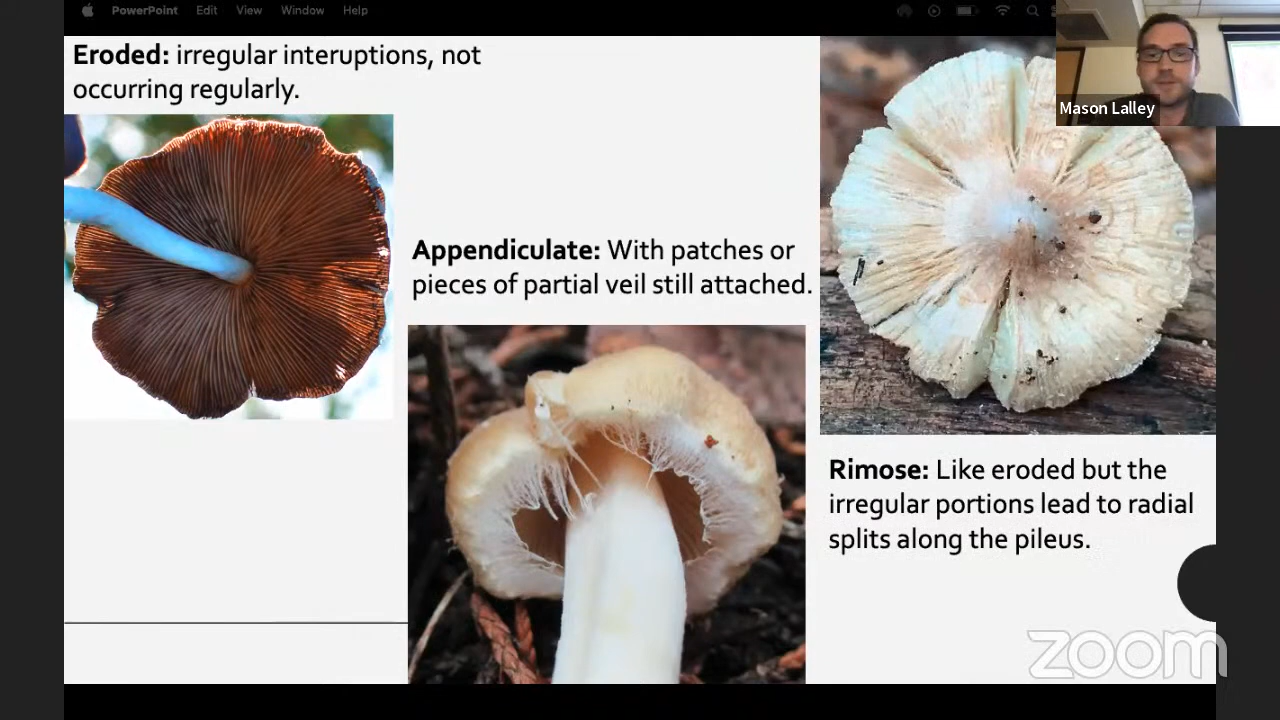 PowerPoint Edit View Window Help
Mason Lalley
Eroded: irregular interuptions, not
occurring regularly.
Appendiculate: With patches or
pieces of partial veil still attached.
Rimose: Like eroded but the
irregular portions lead to radial
splits along the pileus.
zoom